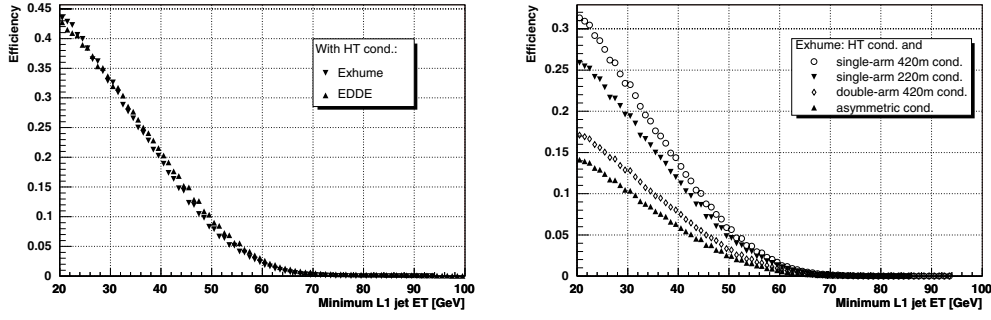 Efficiency
0.45
0.4
0.35
0.3
0.25
0.2
0.15
0.1
0.05
0
20 30 40 50 60 70 80 90 100
Minimum L1 jet ET [GeV]
With HT cond.:
Exhume
EDDE
Efficiency
0.3
0.25
0.2
0.15
0.1
0.05
0
20 30 40 50 60 70 80 90 100
Minimum L1 jet ET [GeV]
Exhume: HT cond. and
single-arm 420m cond.
single-arm 220m cond.
double-arm 420m cond.
asymmetric cond.